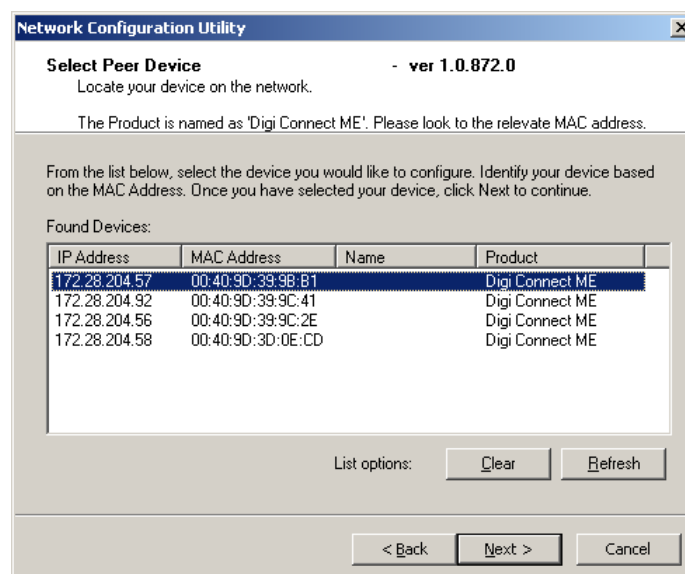 Network Configuration Utility
Select Peer Device - ver 1.0.872.0
Locate your device on the network.
The Product is named as 'Digi Connect ME'. Please look to the relevate MAC address.
From the list below, select the device you would like to configure. Identify your device based
on the MAC Address. Once you have selected your device, click Next to continue.
Found Devices:
IP Address MAC Address Name Product
172.28.204.57 00:40:9D:39:9B:B1 Digi Connect ME
172.28.204.92 00:40:9D:39:9C:41 Digi Connect ME
172.28.204.56 00:40:9D:39:9C:2E Digi Connect ME
172.28.204.58 00:40:9D:3D:0E:CD Digi Connect ME
List options: Clear Refresh
< Back Next > Cancel